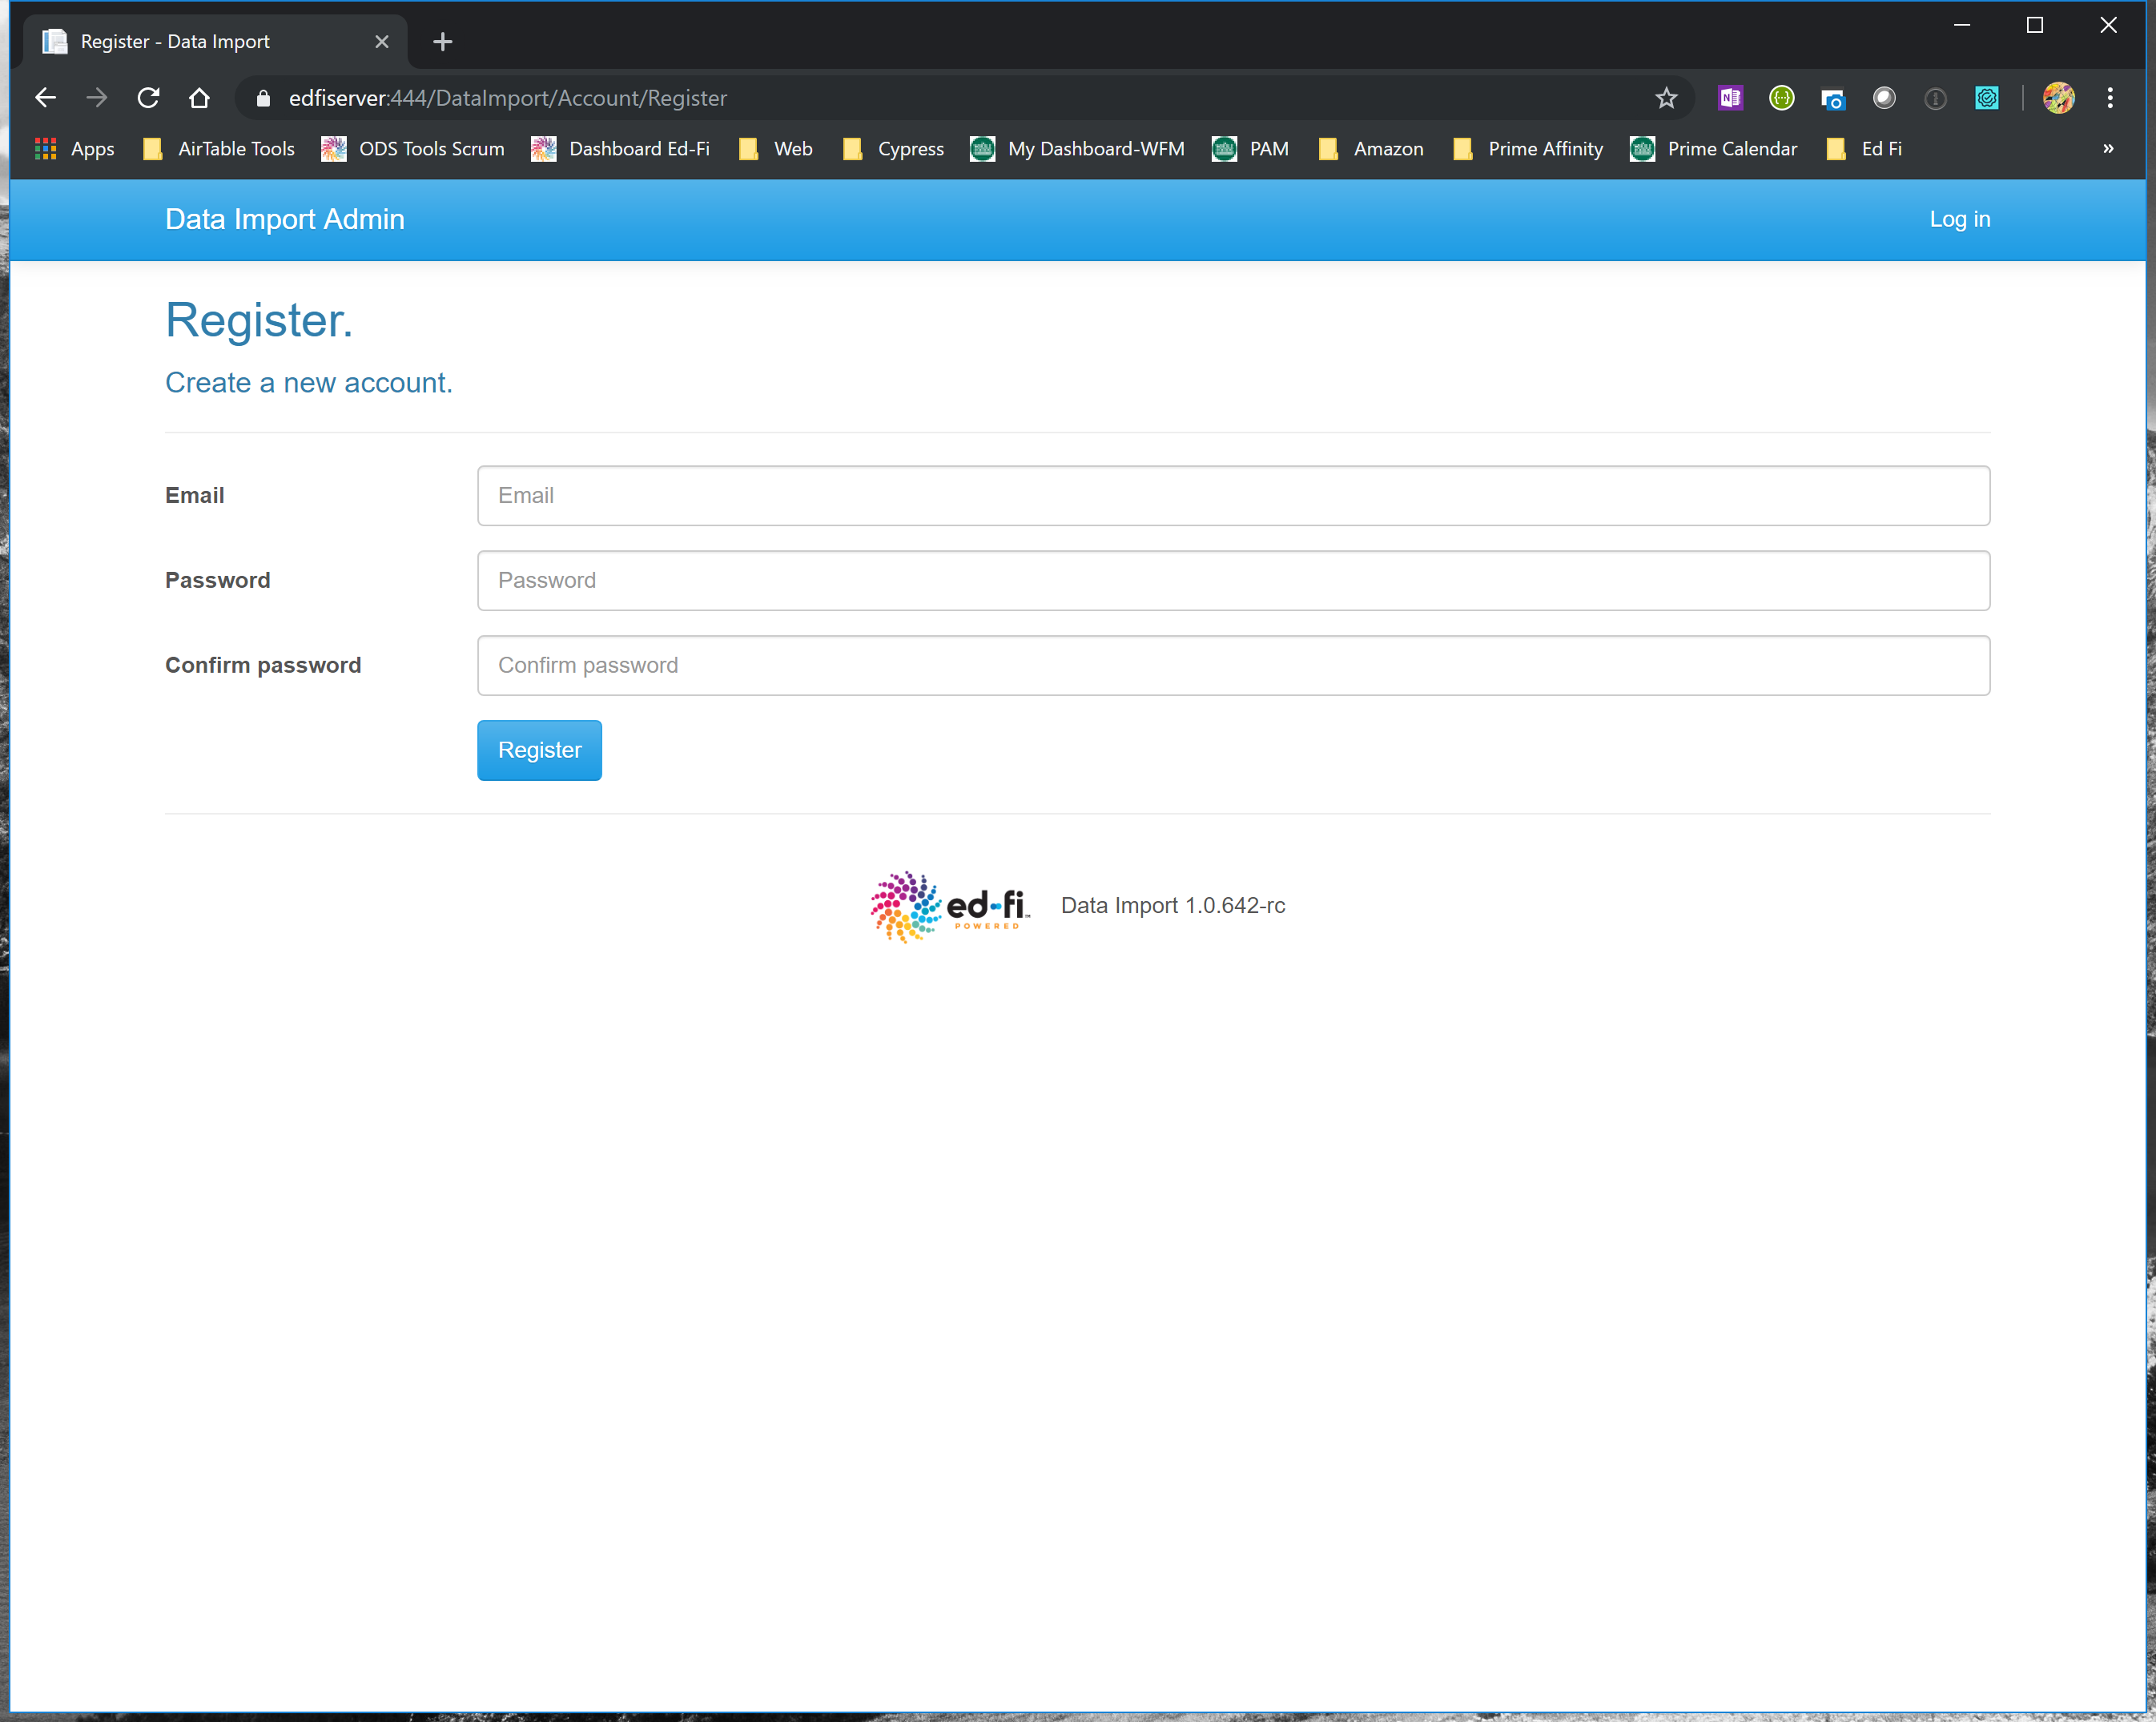 Register - Data Import
edfiserver:444/DataImport/Account/Register
Apps AirTable Tools ODS Tools Scrum Dashboard Ed-Fi Web Cypress My Dashboard-WFM PAM Amazon Prime Affinity Prime Calendar Ed Fi »
Data Import Admin Log in
Register.
Create a new account.
Email Email
Password Password
Confirm password Confirm password
Register
ed-fi™ Data Import 1.0.642-rc
POWERED